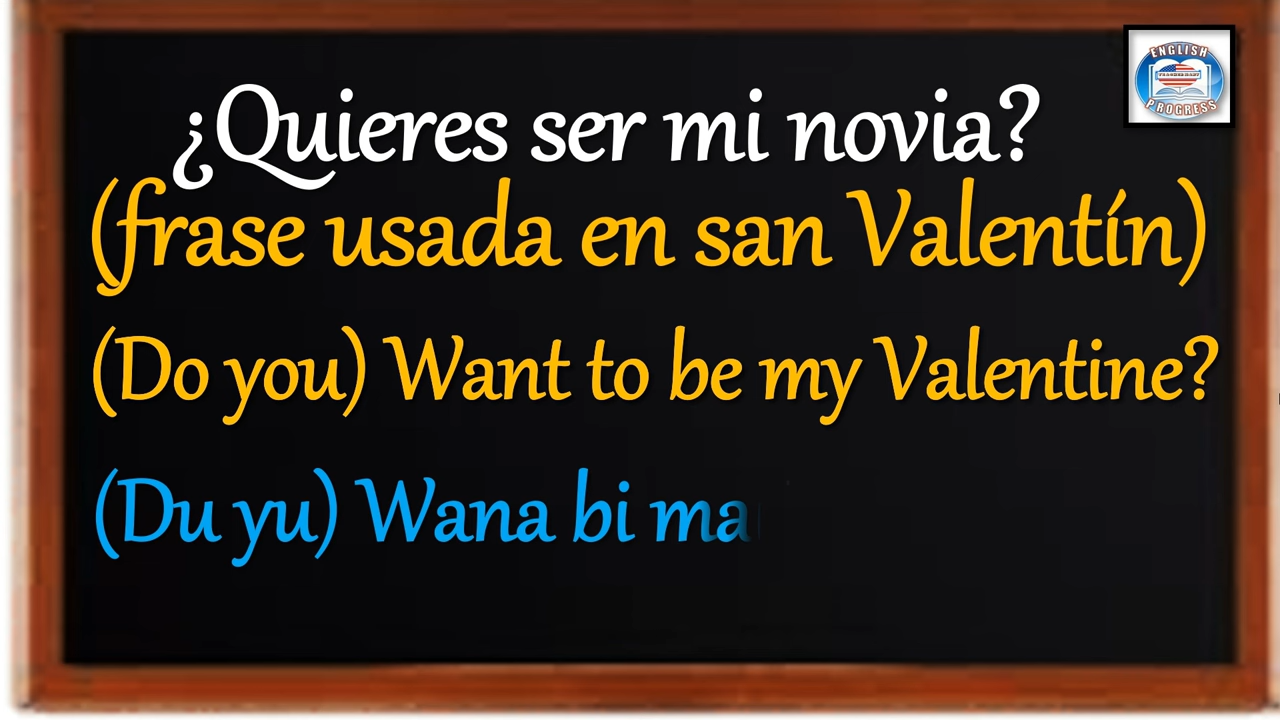 ENGLISH
PROGRESS
¿Quieres ser mi novia?
(frase usada en san Valentín)
(Do you) Want to be my Valentine?
(Du yu) Wana bi ma